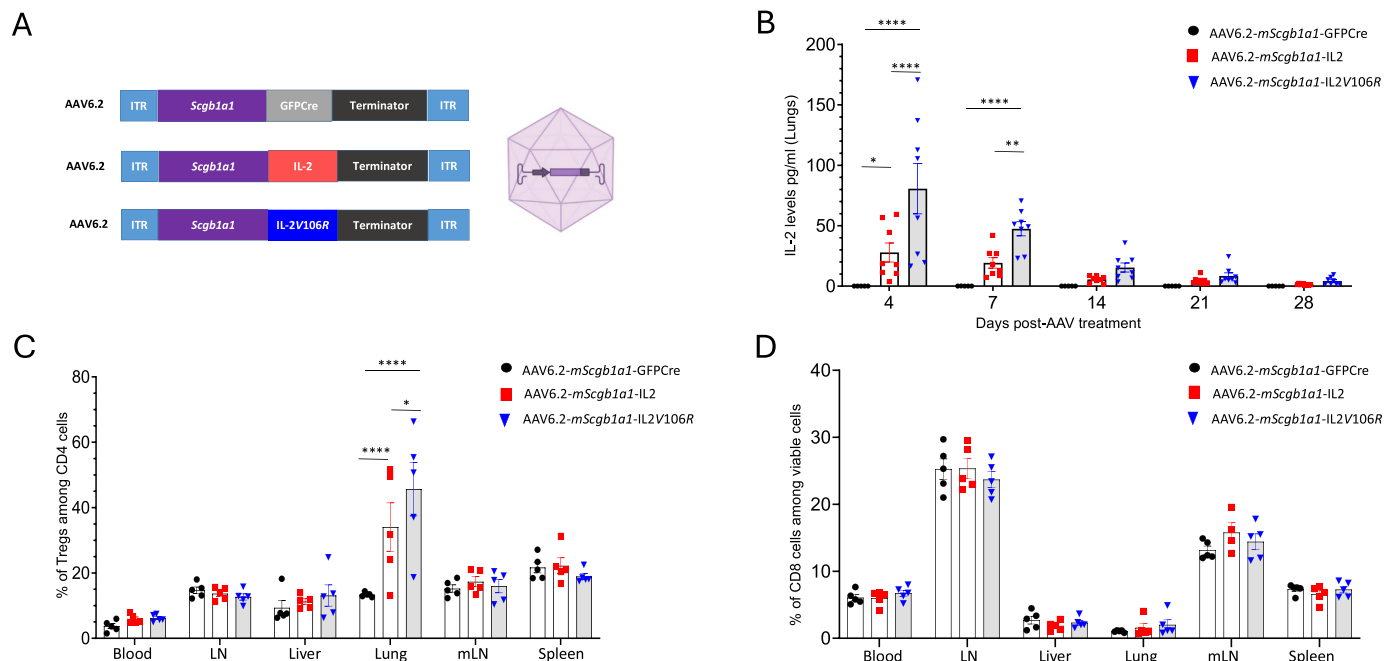 A
AAV6.2 ITR Scgb1a1 GFPCre Terminator ITR
AAV6.2 ITR Scgb1a1 IL-2 Terminator ITR
AAV6.2 ITR Scgb1a1 IL-2V106R Terminator ITR
B
AAV6.2-mScgb1a1-GFPCre
AAV6.2-mScgb1a1-IL2
AAV6.2-mScgb1a1-IL2V106R
IL-2 levels pg/ml (Lungs)
200
150
100
50
0
****
****
*
****
**
4 7 14 21 28
Days post-AAV treatment
C
AAV6.2-mScgb1a1-GFPCre
AAV6.2-mScgb1a1-IL2
AAV6.2-mScgb1a1-IL2V106R
% of Tregs among CD4 cells
80
60
40
20
0
****
*
****
Blood LN Liver Lung mLN Spleen
D
AAV6.2-mScgb1a1-GFPCre
AAV6.2-mScgb1a1-IL2
AAV6.2-mScgb1a1-IL2V106R
% of CD8 cells among viable cells
40
30
20
10
0
Blood LN Liver Lung mLN Spleen